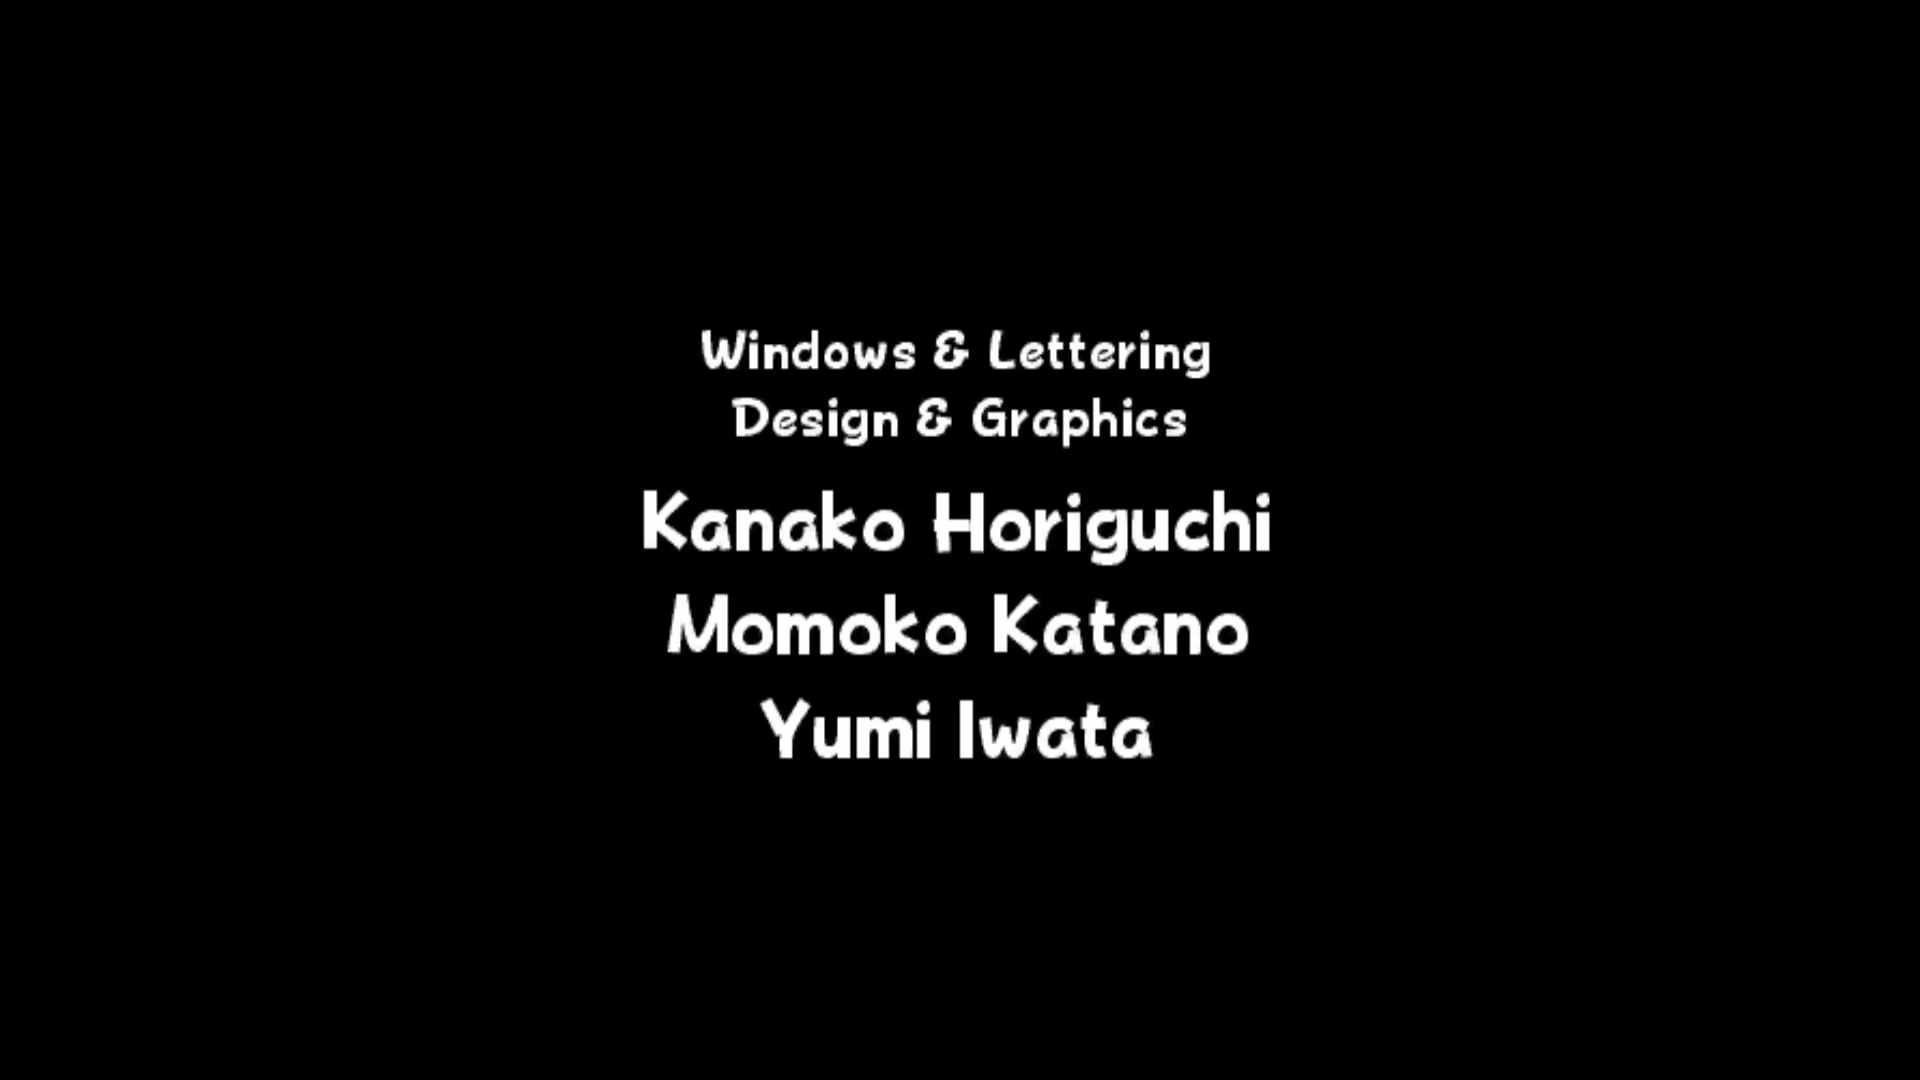 Windows & Lettering
Design & Graphics
Kanako Horiguchi
Momoko Katano
Yumi Iwata